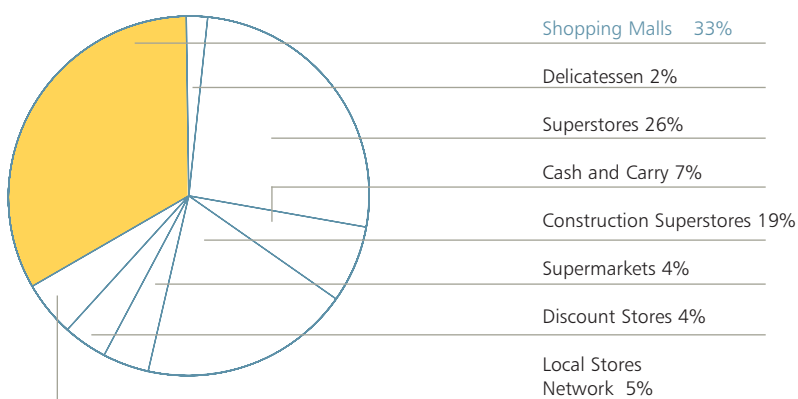 Shopping Malls 33%
Delicatessen 2%
Superstores 26%
Cash and Carry 7%
Construction Superstores 19%
Supermarkets 4%
Discount Stores 4%
Local Stores
Network 5%